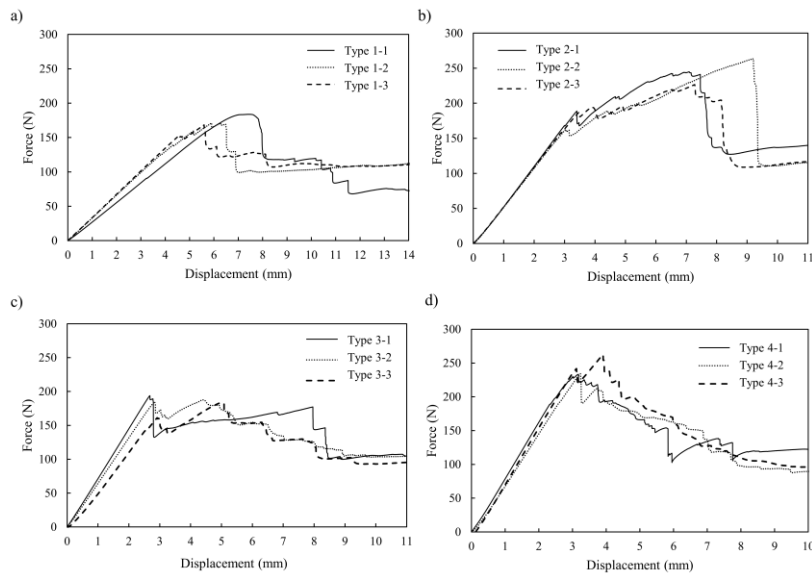 a)
300
250
200
150
100
50
0
Force (N)
Type 1-1
Type 1-2
Type 1-3
0 1 2 3 4 5 6 7 8 9 10 11 12 13 14
Displacement (mm)
b)
300
250
200
150
100
50
0
Force (N)
Type 2-1
Type 2-2
Type 2-3
0 1 2 3 4 5 6 7 8 9 10 11
Displacement (mm)
c)
300
250
200
150
100
50
0
Force (N)
Type 3-1
Type 3-2
Type 3-3
0 1 2 3 4 5 6 7 8 9 10 11
Displacement (mm)
d)
300
250
200
150
100
50
0
Force (N)
Type 4-1
Type 4-2
Type 4-3
0 1 2 3 4 5 6 7 8 9 10
Displacement (mm)